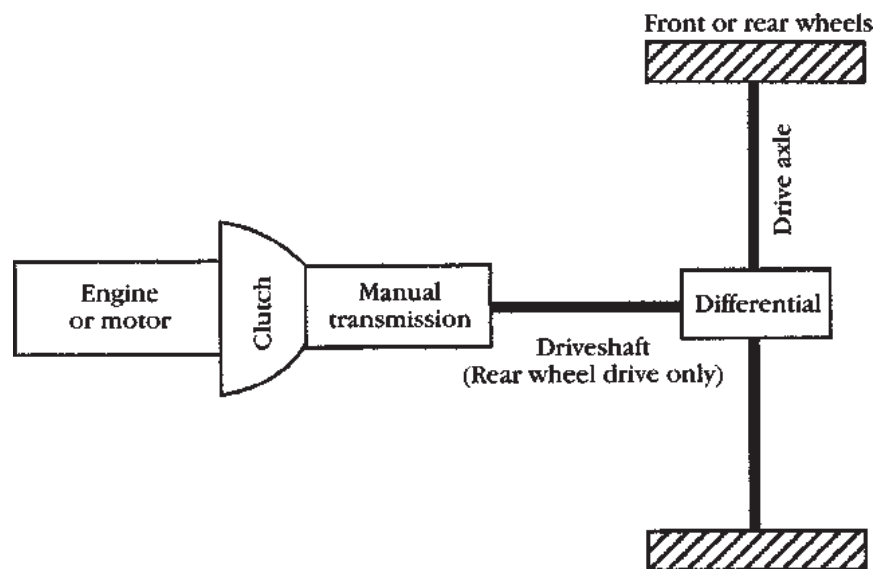 Front or rear wheels
Drive axle
Engine
or motor
Clutch
Manual
transmission
Differential
Driveshaft
(Rear wheel drive only)